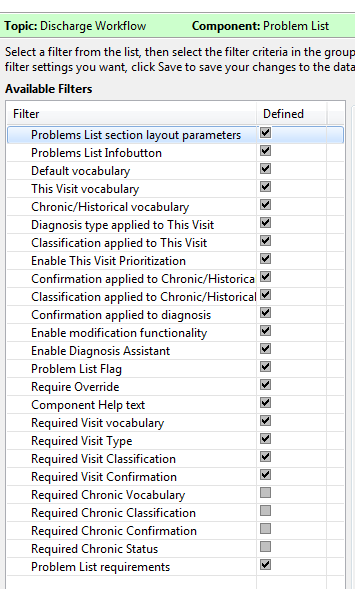 Topic: Discharge Workflow Component: Problem List
Select a filter from the list, then select the filter criteria in the group
filter settings you want, click Save to save your changes to the data
Available Filters
Filter Defined
Problems List section layout parameters
Problems List Infobutton
Default vocabulary
This Visit vocabulary
Chronic/Historical vocabulary
Diagnosis type applied to This Visit
Classification applied to This Visit
Enable This Visit Prioritization
Confirmation applied to Chronic/Historica
Classification applied to Chronic/Historical
Confirmation applied to diagnosis
Enable modification functionality
Enable Diagnosis Assistant
Problem List Flag
Require Override
Component Help text
Required Visit vocabulary
Required Visit Type
Required Visit Classification
Required Visit Confirmation
Required Chronic Vocabulary
Required Chronic Classification
Required Chronic Confirmation
Required Chronic Status
Problem List requirements